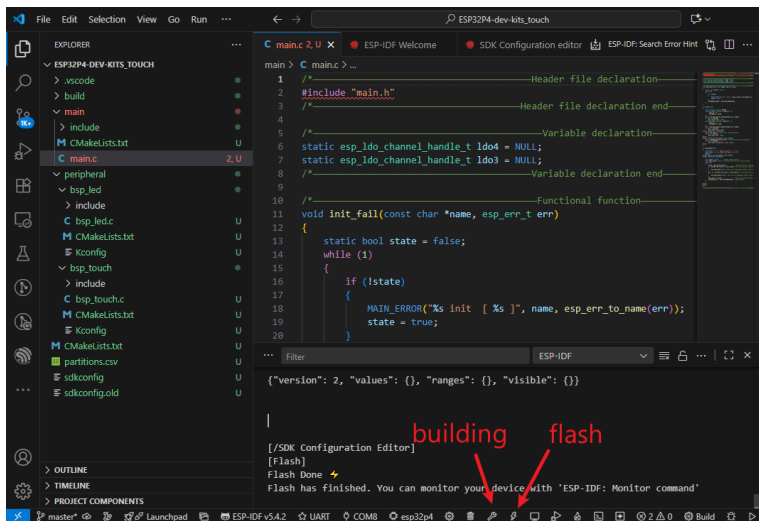 File Edit Selection View Go Run ··· ESP32P4-dev-kits_touch
EXPLORER ···
ESP32P4-DEV-KITS_TOUCH
.vscode
build
main
include
CMakeLists.txt U
C main.c 2, U
peripheral
bsp_led
include
C bsp_led.c U
CMakeLists.txt U
Kconfig U
bsp_touch
include
C bsp_touch.c U
CMakeLists.txt U
Kconfig U
CMakeLists.txt U
partitions.csv U
sdkconfig U
sdkconfig.old U
OUTLINE
TIMELINE
PROJECT COMPONENTS
1K+
C main.c 2, U ESP-IDF Welcome SDK Configuration editor ESP-IDF: Search Error Hint
main > C main.c > ...
1 /*————Header file declaration————
2 #include "main.h"
3 /*————Header file declaration end————
4
5 /*————Variable declaration————
6 static esp_ldo_channel_handle_t ldo4 = NULL;
7 static esp_ldo_channel_handle_t ldo3 = NULL;
8 /*————Variable declaration end————
9
10 /*————Functional function————
11 void init_fail(const char *name, esp_err_t err)
12 {
13 static bool state = false;
14 while (1)
15 {
16 if (!state)
17 {
18 MAIN_ERROR("%s init [ %s ]", name, esp_err_to_name(err));
19 state = true;
20 }
··· Filter ESP-IDF
{"version": 2, "values": {}, "ranges": {}, "visible": {}}
building flash
[/SDK Configuration Editor]
[Flash]
Flash Done ⚡
Flash has finished. You can monitor your device with 'ESP-IDF: Monitor command'
master* Launchpad ESP-IDF v5.4.2 UART COM8 esp32p4 2 0 Build